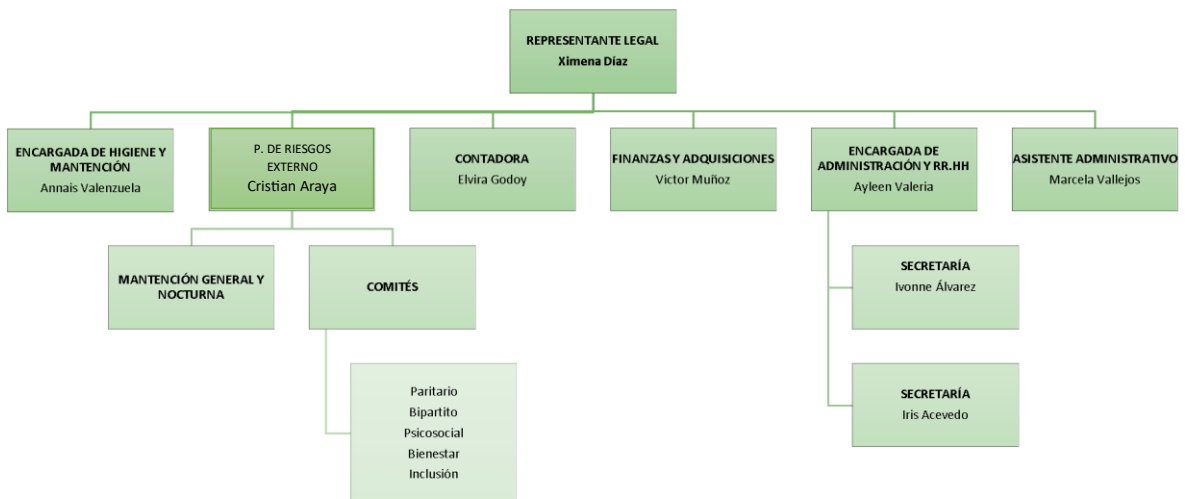 REPRESENTANTE LEGAL
Ximena Díaz
ENCARGADA DE HIGIENE Y
MANTENCIÓN
Annais Valenzuela
P. DE RIESGOS
EXTERNO
Cristian Araya
CONTADORA
Elvira Godoy
FINANZAS Y ADQUISICIONES
Victor Muñoz
ENCARGADA DE
ADMINISTRACIÓN Y RR.HH
Ayleen Valeria
ASISTENTE ADMINISTRATIVO
Marcela Vallejos
MANTENCIÓN GENERAL Y
NOCTURNA
COMITÉS
SECRETARÍA
Ivonne Álvarez
Paritario
Bipartito
Psicosocial
Bienestar
Inclusión
SECRETARÍA
Iris Acevedo